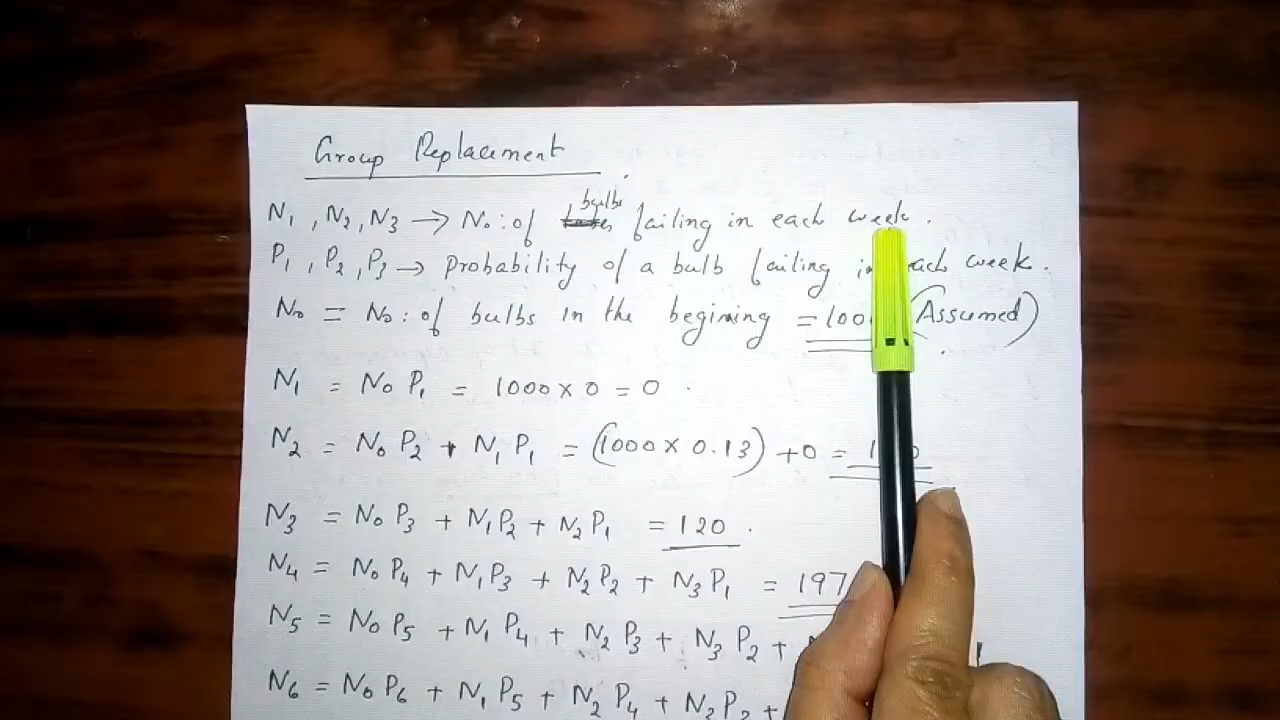 Group Replacement
N₁, N₂, N₃ → No: of bulbs failing in each week.
P₁, P₂, P₃ → Probability of a bulb failing in each week.
N₀ = No: of bulbs in the begining = 100 (Assumed)
N₁ = N₀ P₁ = 1000 × 0 = 0
N₂ = N₀ P₂ + N₁ P₁ = (1000 × 0.13) + 0 =
N₃ = N₀ P₃ + N₁ P₂ + N₂ P₁ = 120.
N₄ = N₀ P₄ + N₁ P₃ + N₂ P₂ + N₃ P₁ = 197
N₅ = N₀ P₅ + N₁ P₄ + N₂ P₃ + N₃ P₂ +
N₆ = N₀ P₆ + N₁ P₅ + N₂ P₄ +